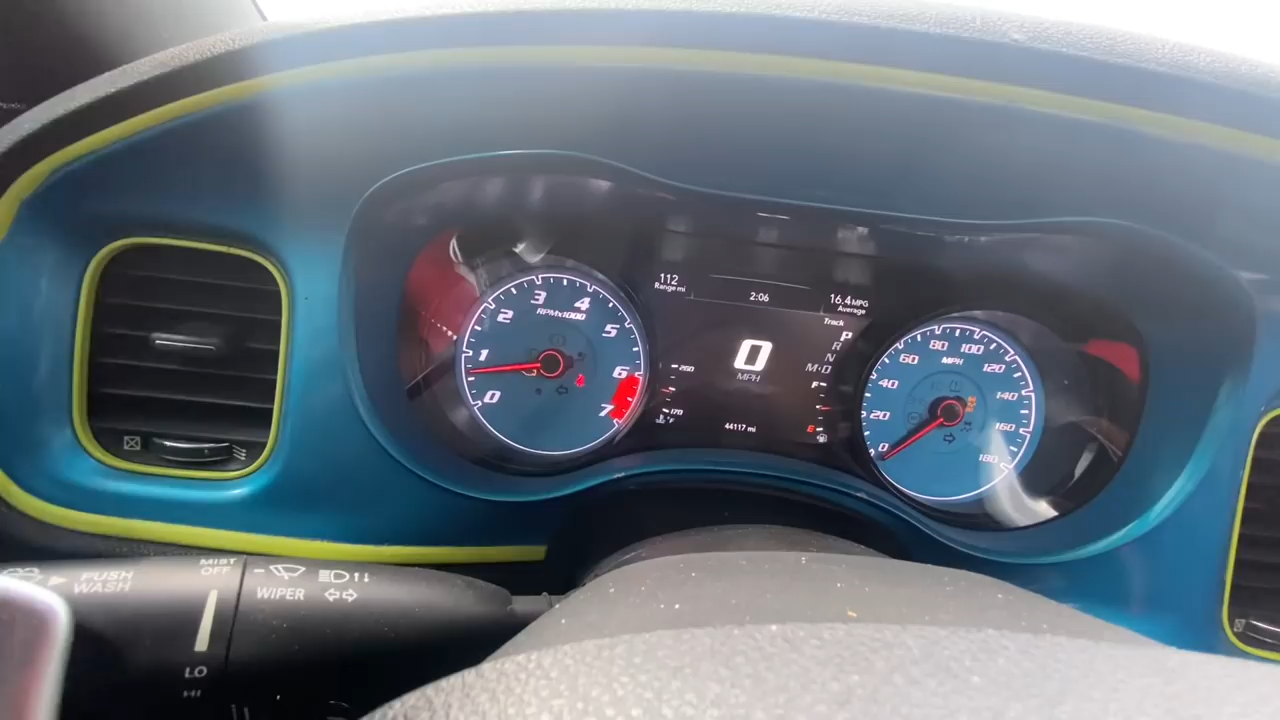 0
1
2
3
4
5
6
7
RPMx1000
112
Range mi
2:06
16.4 MPG
Average
Track
P
R
N
M·D
0
MPH
260
170
°F
F
E
44117 mi
0
20
40
60
80
100
120
140
160
180
MPH
PUSH
WASH
MIST
OFF
LO
HI
WIPER